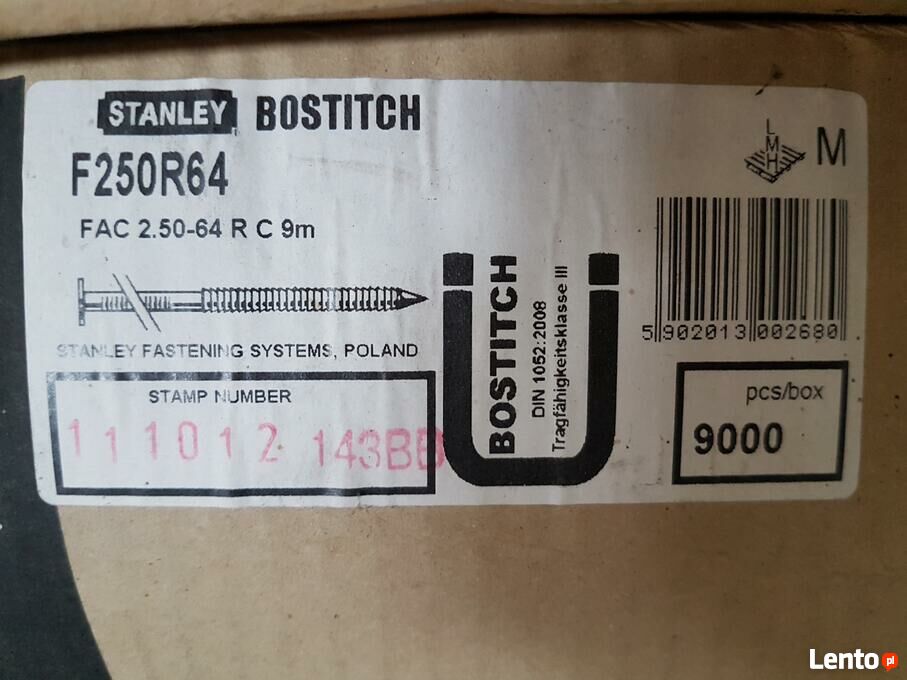 STANLEY BOSTITCH
F250R64
FAC 2.50-64 R C 9m
L
M
H
M
5 902013 002680
STANLEY FASTENING SYSTEMS, POLAND
STAMP NUMBER
111012 143BD
BOSTITCH
DIN 1052:2008
Tragfähigkeitsklasse III
pcs/box
9000
Lento.pl